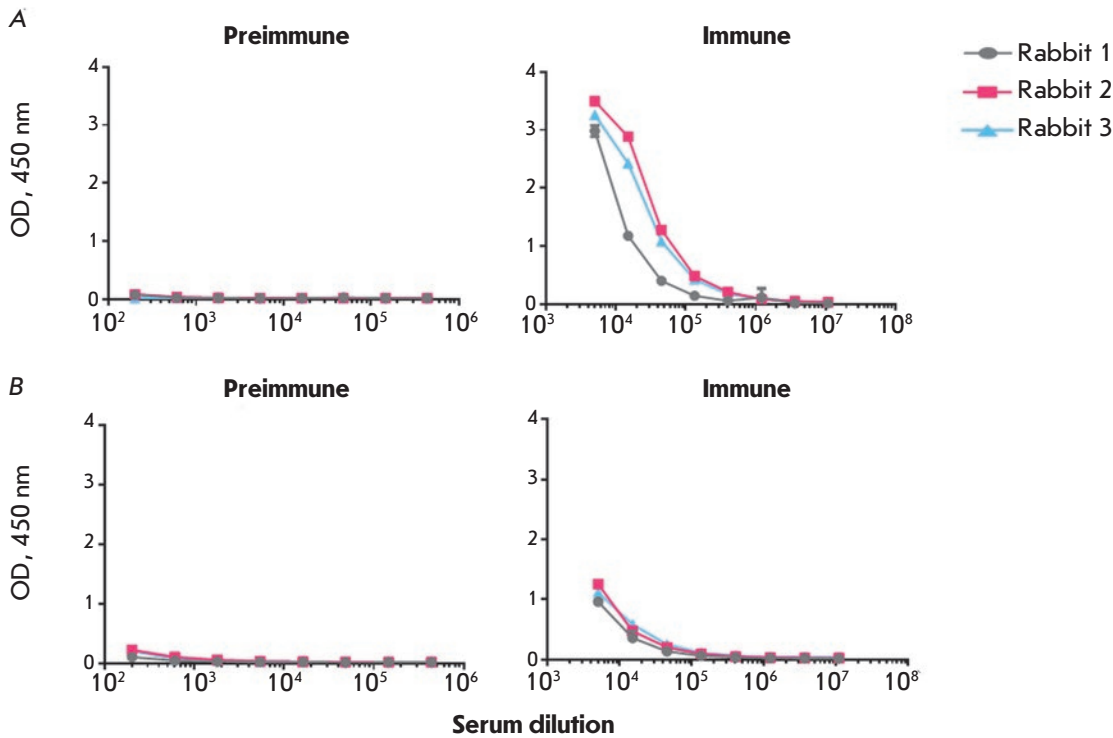 A
Preimmune
Immune
Rabbit 1
Rabbit 2
Rabbit 3
OD, 450 nm
4
3
2
1
0
10² 10³ 10⁴ 10⁵ 10⁶
4
3
2
1
0
10³ 10⁴ 10⁵ 10⁶ 10⁷ 10⁸
B
Preimmune
Immune
OD, 450 nm
4
3
2
1
0
10² 10³ 10⁴ 10⁵ 10⁶
4
3
2
1
0
10³ 10⁴ 10⁵ 10⁶ 10⁷ 10⁸
Serum dilution